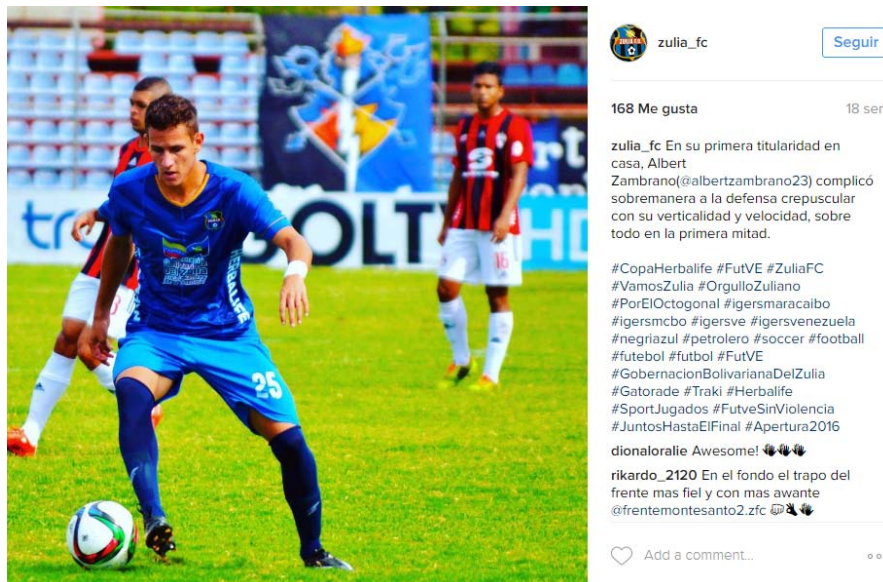 zulia_fc
Seguir
168 Me gusta
18 ser
zulia_fc En su primera titularidad en
casa, Albert
Zambrano(@albertzambrano23) complicó
sobremanera a la defensa crepuscular
con su verticalidad y velocidad, sobre
todo en la primera mitad.
#CopaHerbalife #FutVE #ZuliaFC
#VamosZulia #OrgulloZuliano
#PorElOctogonal #igersmaracaibo
#igersmcbo #igersve #igersvenezuela
#negriazul #petrolero #soccer #football
#futebol #futbol #FutVE
#GobernacionBolivarianaDelZulia
#Gatorade #Traki #Herbalife
#SportJugados #FutveSinViolencia
#JuntosHastaElFinal #Apertura2016
dionaloralie Awesome! 👋👋👋
rikardo_2120 En el fondo el trapo del
frente mas fiel y con mas awante
@frentemontesanto2.zfc
Add a comment...
GOLTV HD
HERBALIFE
25
16